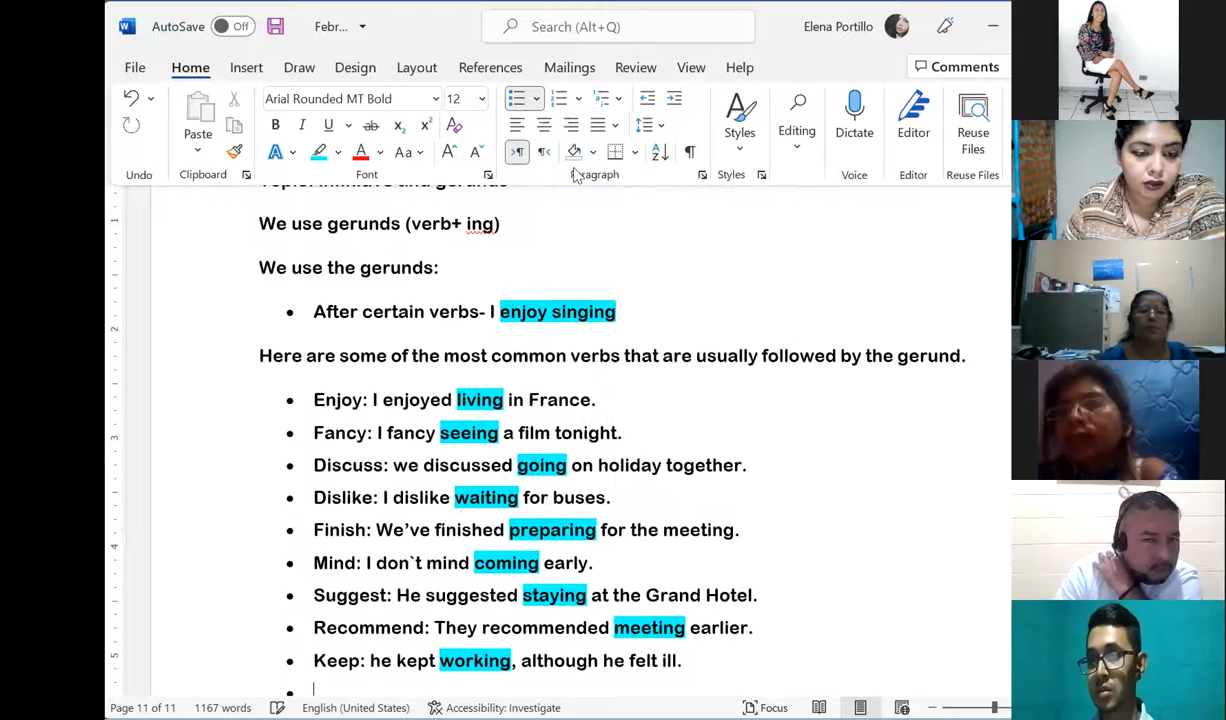 AutoSave Off Febr... Search (Alt+Q) Elena Portillo
File Home Insert Draw Design Layout References Mailings Review View Help Comments
Arial Rounded MT Bold 12
Paste Styles Editing Dictate Editor Reuse Files
Undo Clipboard Font Paragraph Styles Voice Editor Reuse Files
We use gerunds (verb+ ing)
We use the gerunds:
• After certain verbs- I enjoy singing
Here are some of the most common verbs that are usually followed by the gerund.
• Enjoy: I enjoyed living in France.
• Fancy: I fancy seeing a film tonight.
• Discuss: we discussed going on holiday together.
• Dislike: I dislike waiting for buses.
• Finish: We’ve finished preparing for the meeting.
• Mind: I don`t mind coming early.
• Suggest: He suggested staying at the Grand Hotel.
• Recommend: They recommended meeting earlier.
• Keep: he kept working, although he felt ill.
Page 11 of 11 1167 words English (United States) Accessibility: Investigate Focus